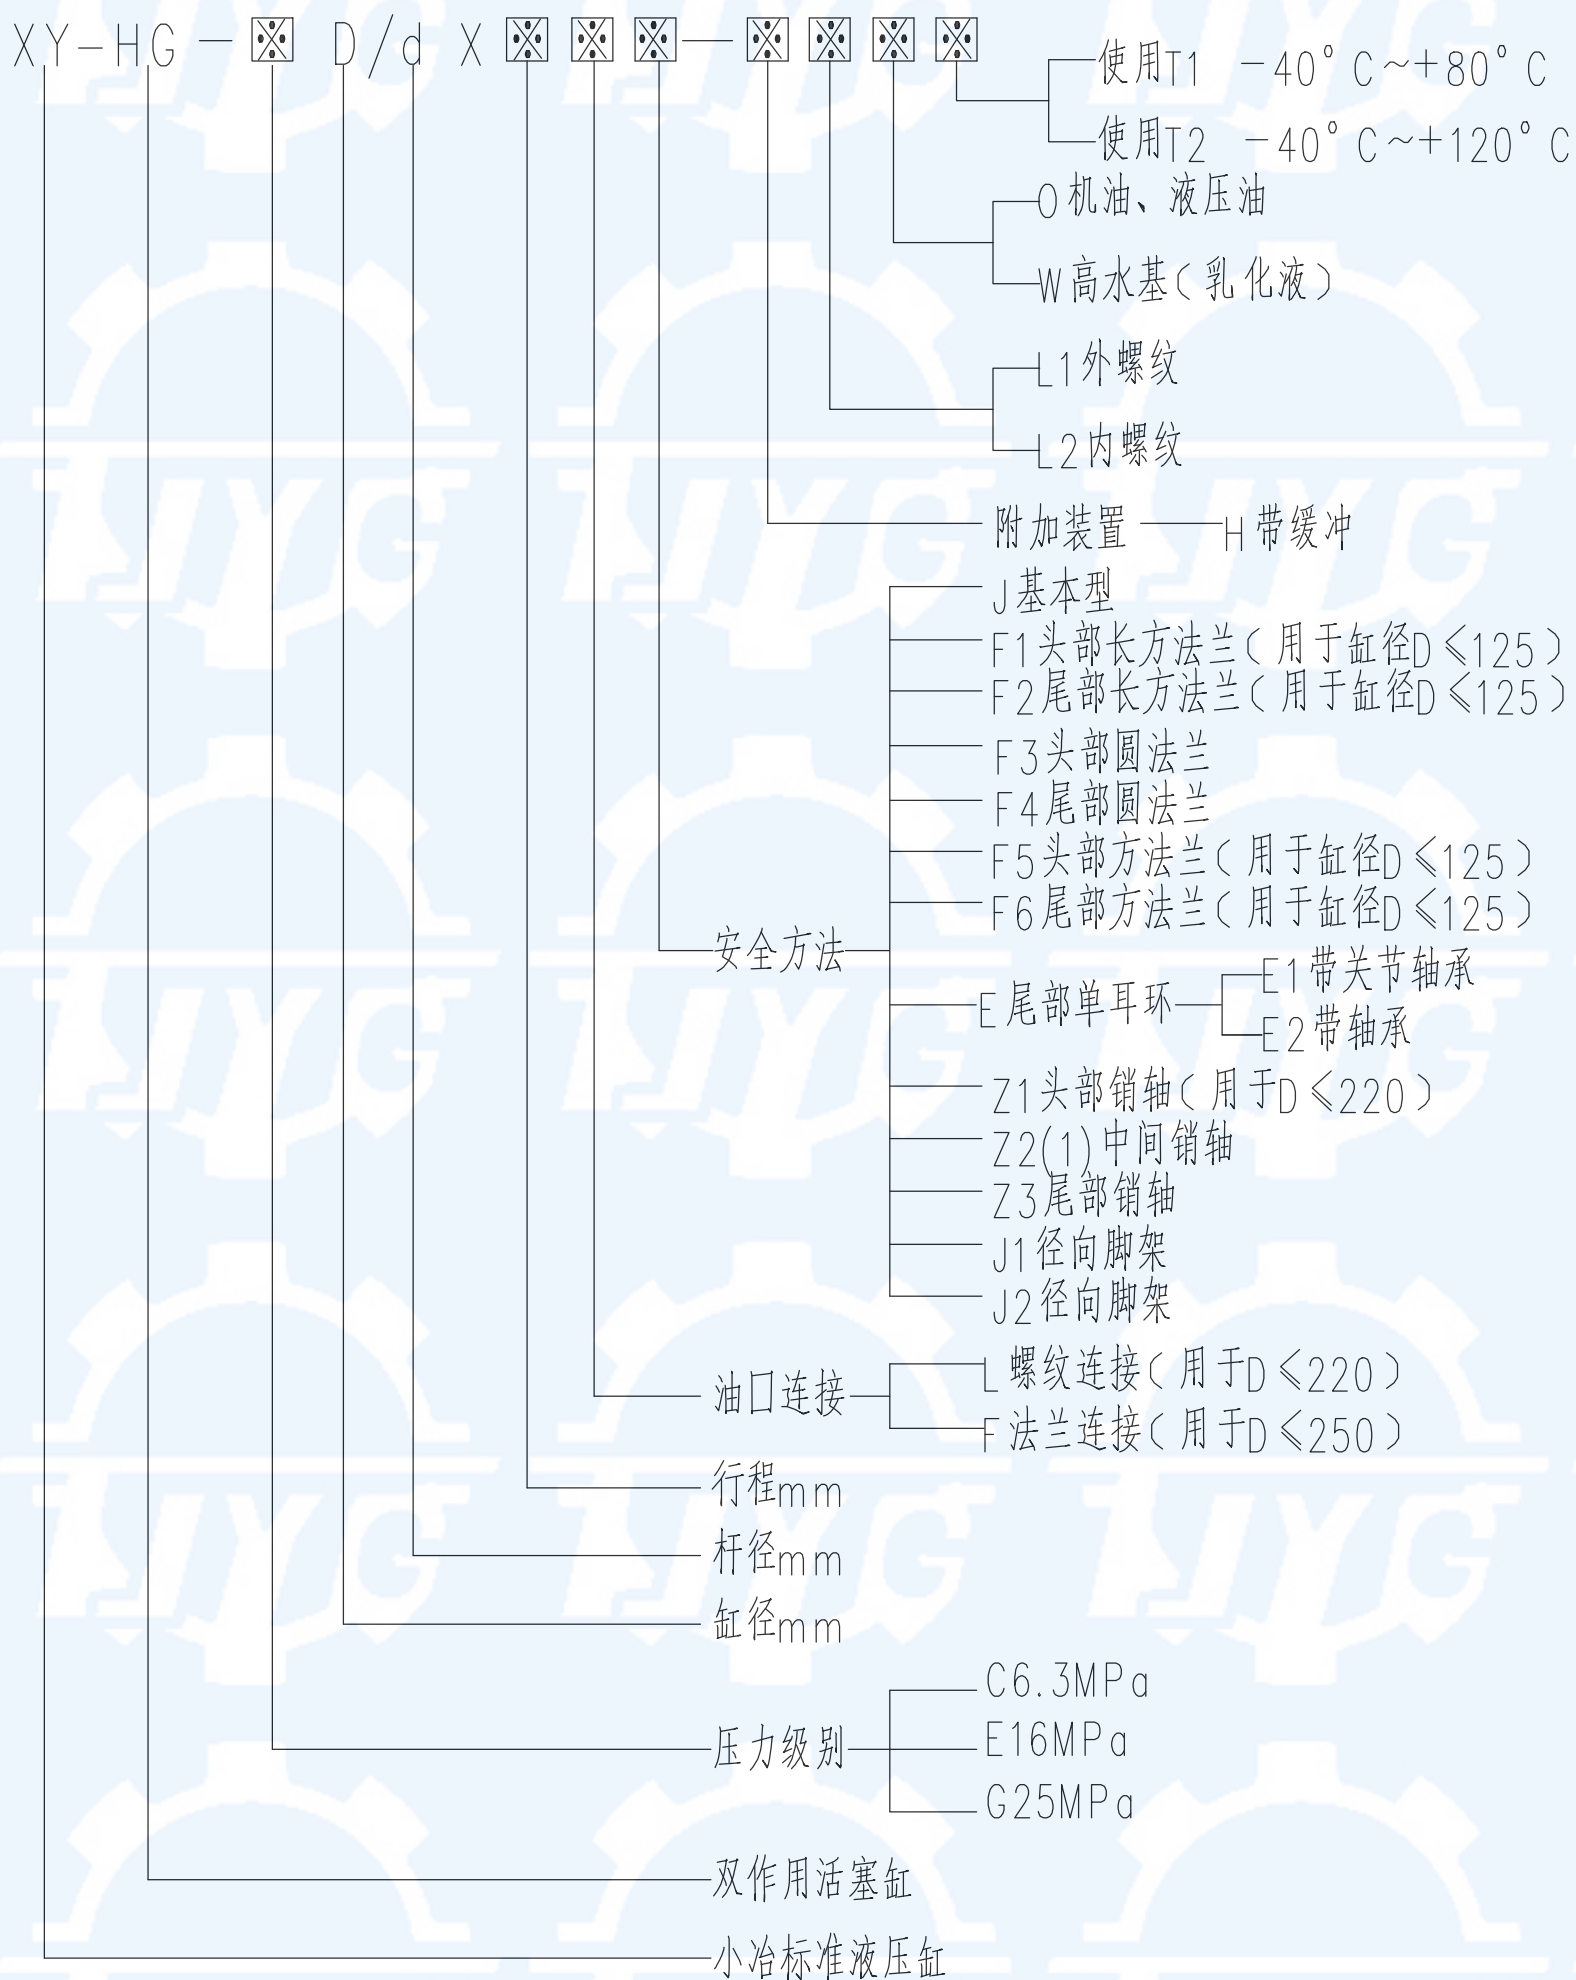 XY-HG-※ D/d X※※※-※※※※
使用T1 -40°C~+80°C
使用T2 -40°C~+120°C
O机油、液压油
W高水基(乳化液)
L1外螺纹
L2内螺纹
附加装置 H带缓冲
J基本型
F1头部长方法兰(用于缸径D≤125)
F2尾部长方法兰(用于缸径D≤125)
F3头部圆法兰
F4尾部圆法兰
F5头部方法兰(用于缸径D≤125)
F6尾部方法兰(用于缸径D≤125)
安全方法
E尾部单耳环
E1带关节轴承
E2带轴承
Z1头部销轴(用于D≤220)
Z2(1)中间销轴
Z3尾部销轴
J1径向脚架
J2径向脚架
油口连接
L螺纹连接(用于D≤220)
F法兰连接(用于D≤250)
行程mm
杆径mm
缸径mm
压力级别
C6.3MPa
E16MPa
G25MPa
双作用活塞缸
小冶标准液压缸